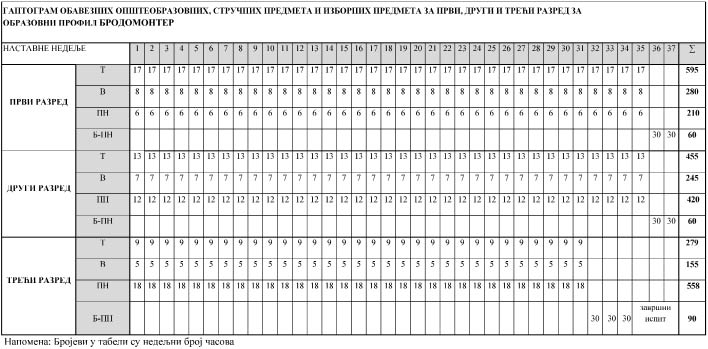 ГАНТОГРАМ ОБАВЕЗНИХ ОПШТЕОБРАЗОВНИХ, СТРУЧНИХ ПРЕДМЕТА И ИЗБОРНИХ ПРЕДМЕТА ЗА ПРВИ, ДРУГИ И ТРЕЋИ РАЗРЕД ЗА
ОБРАЗОВНИ ПРОФИЛ БРОДОМОНТЕР
НАСТАВНЕ НЕДЕЉЕ 1 2 3 4 5 6 7 8 9 10 11 12 13 14 15 16 17 18 19 20 21 22 23 24 25 26 27 28 29 30 31 32 33 34 35 36 37 Σ
ПРВИ РАЗРЕД
Т 17 17 17 17 17 17 17 17 17 17 17 17 17 17 17 17 17 17 17 17 17 17 17 17 17 17 17 17 17 17 17 17 17 17 17 595
В 8 8 8 8 8 8 8 8 8 8 8 8 8 8 8 8 8 8 8 8 8 8 8 8 8 8 8 8 8 8 8 8 8 8 8 280
ПН 6 6 6 6 6 6 6 6 6 6 6 6 6 6 6 6 6 6 6 6 6 6 6 6 6 6 6 6 6 6 6 6 6 6 6 210
Б-ПН 30 30 60
ДРУГИ РАЗРЕД
Т 13 13 13 13 13 13 13 13 13 13 13 13 13 13 13 13 13 13 13 13 13 13 13 13 13 13 13 13 13 13 13 13 13 13 13 455
В 7 7 7 7 7 7 7 7 7 7 7 7 7 7 7 7 7 7 7 7 7 7 7 7 7 7 7 7 7 7 7 7 7 7 7 245
ПН 12 12 12 12 12 12 12 12 12 12 12 12 12 12 12 12 12 12 12 12 12 12 12 12 12 12 12 12 12 12 12 12 12 12 12 420
Б-ПН 30 30 60
ТРЕЋИ РАЗРЕД
Т 9 9 9 9 9 9 9 9 9 9 9 9 9 9 9 9 9 9 9 9 9 9 9 9 9 9 9 9 9 9 9 279
В 5 5 5 5 5 5 5 5 5 5 5 5 5 5 5 5 5 5 5 5 5 5 5 5 5 5 5 5 5 5 5 155
ПН 18 18 18 18 18 18 18 18 18 18 18 18 18 18 18 18 18 18 18 18 18 18 18 18 18 18 18 18 18 18 18 558
Б-ПН 30 30 30 завршни испит 90
Напомена: Бројеви у табели су недељни број часова